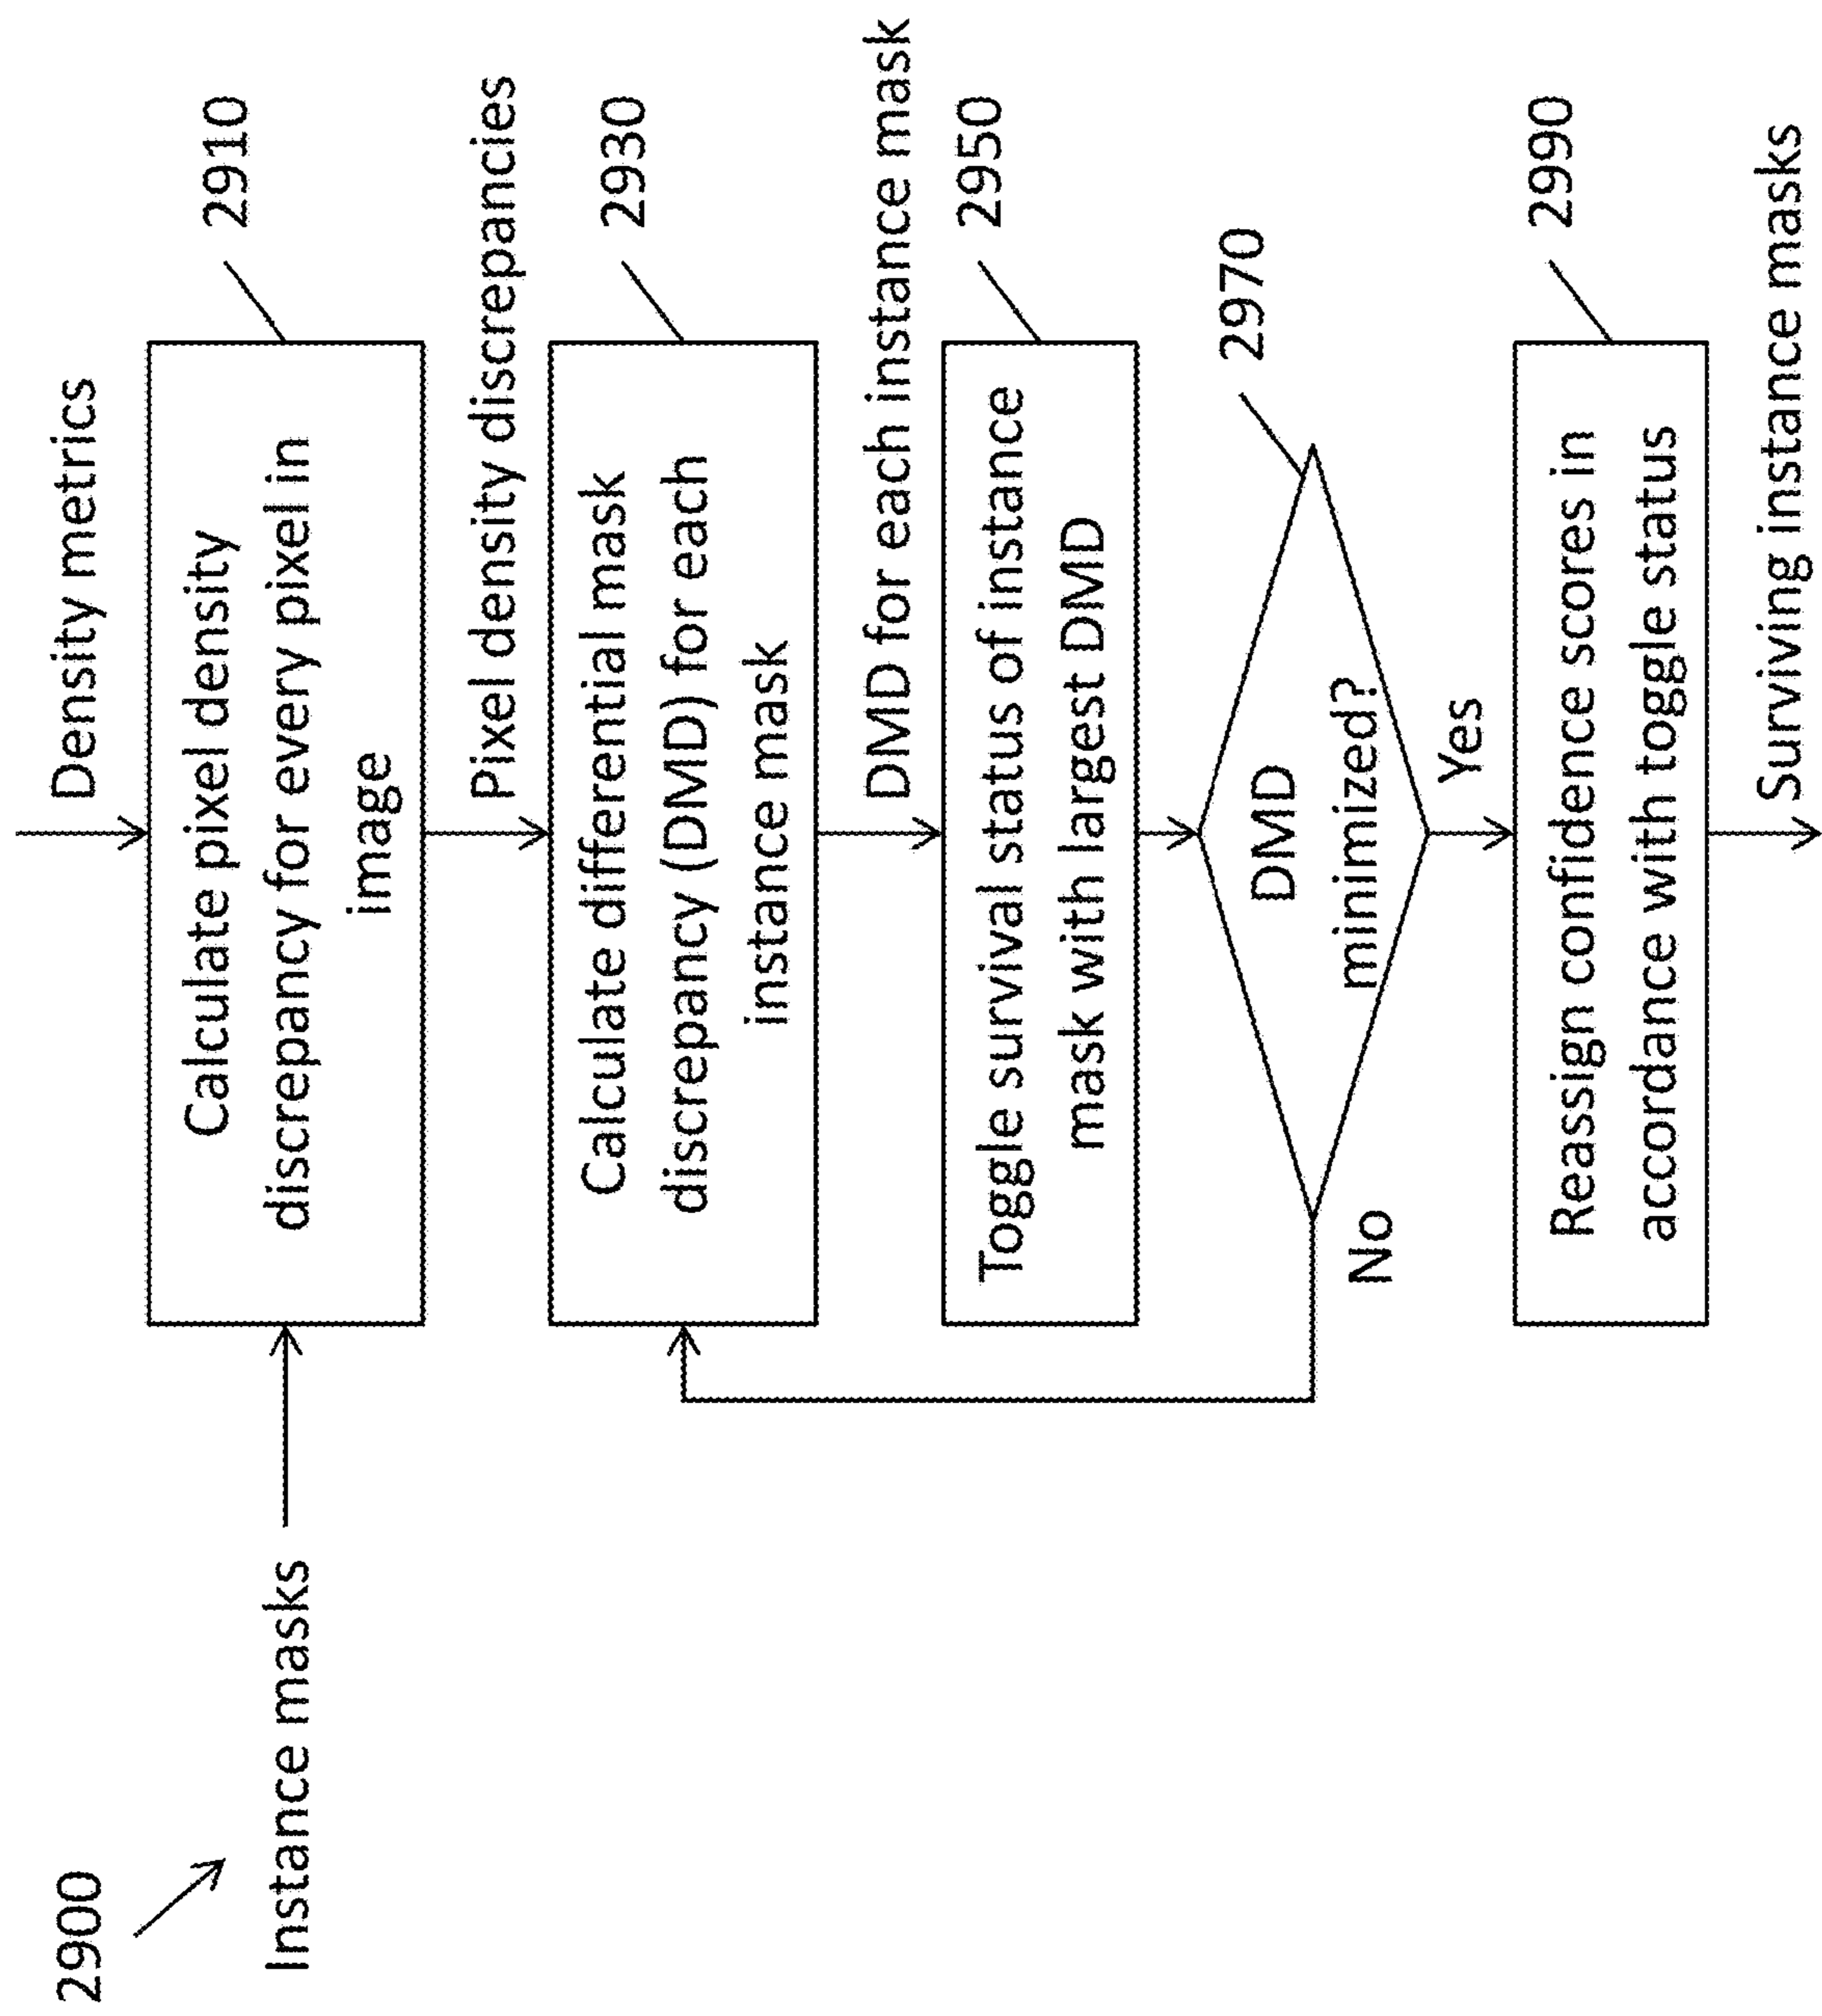 2900
Density metrics
Instance masks
Calculate pixel density
discrepancy for every pixel in
image
2910
Pixel density discrepancies
Calculate differential mask
discrepancy (DMD) for each
instance mask
2930
DMD for each instance mask
Toggle survival status of instance
mask with largest DMD
2950
DMD
minimized?
2970
No
Yes
Reassign confidence scores in
accordance with toggle status
2990
Surviving instance masks